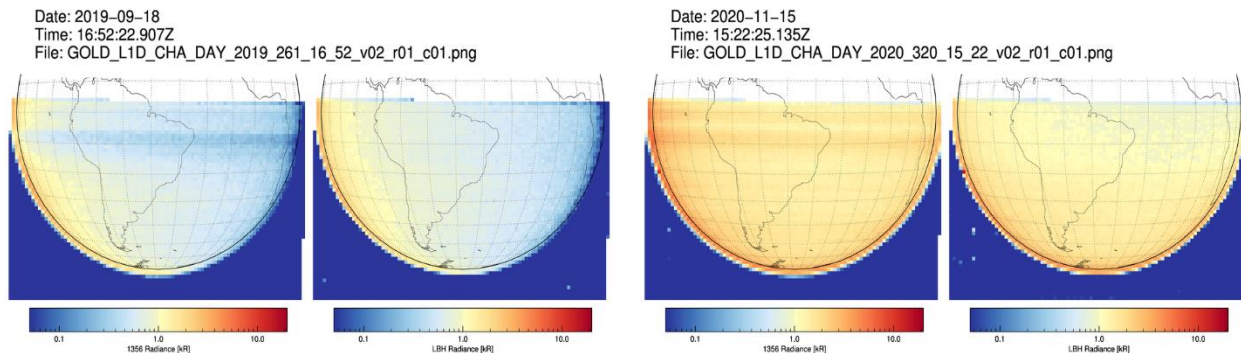 Date: 2019-09-18
Time: 16:52:22.907Z
File: GOLD_L1D_CHA_DAY_2019_261_16_52_v02_r01_c01.png
0.1 1.0 10.0
1356 Radiance [kR]
0.1 1.0 10.0
LBH Radiance [kR]
Date: 2020-11-15
Time: 15:22:25.135Z
File: GOLD_L1D_CHA_DAY_2020_320_15_22_v02_r01_c01.png
0.1 1.0 10.0
1356 Radiance [kR]
0.1 1.0 10.0
LBH Radiance [kR]